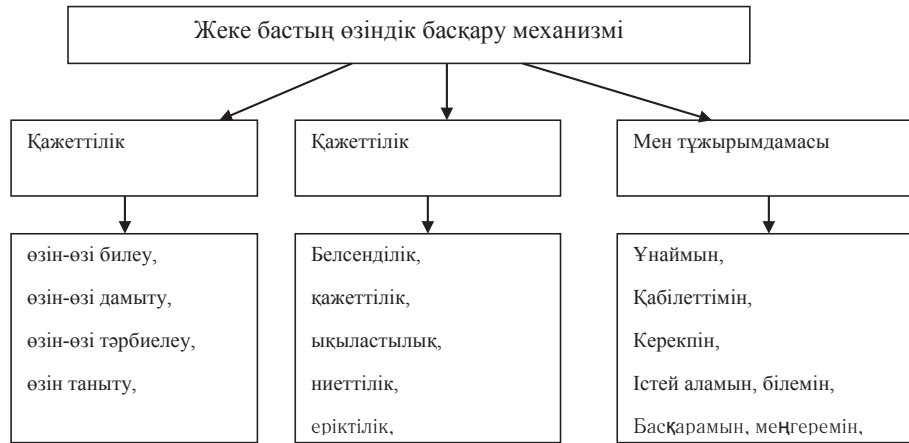 Жеке бастың өзіндік басқару механизмі
Қажеттілік
Қажеттілік
Мен тұжырымдамасы
өзін-өзі билеу,
өзін-өзі дамыту,
өзін-өзі тәрбиелеу,
өзін таныту,
Белсенділік,
қажеттілік,
ықыластылық,
ниеттілік,
еріктілік,
Ұнаймын,
Қабілеттімін,
Керекпін,
Істей аламын, білемін,
Басқарамын, меңгеремін,